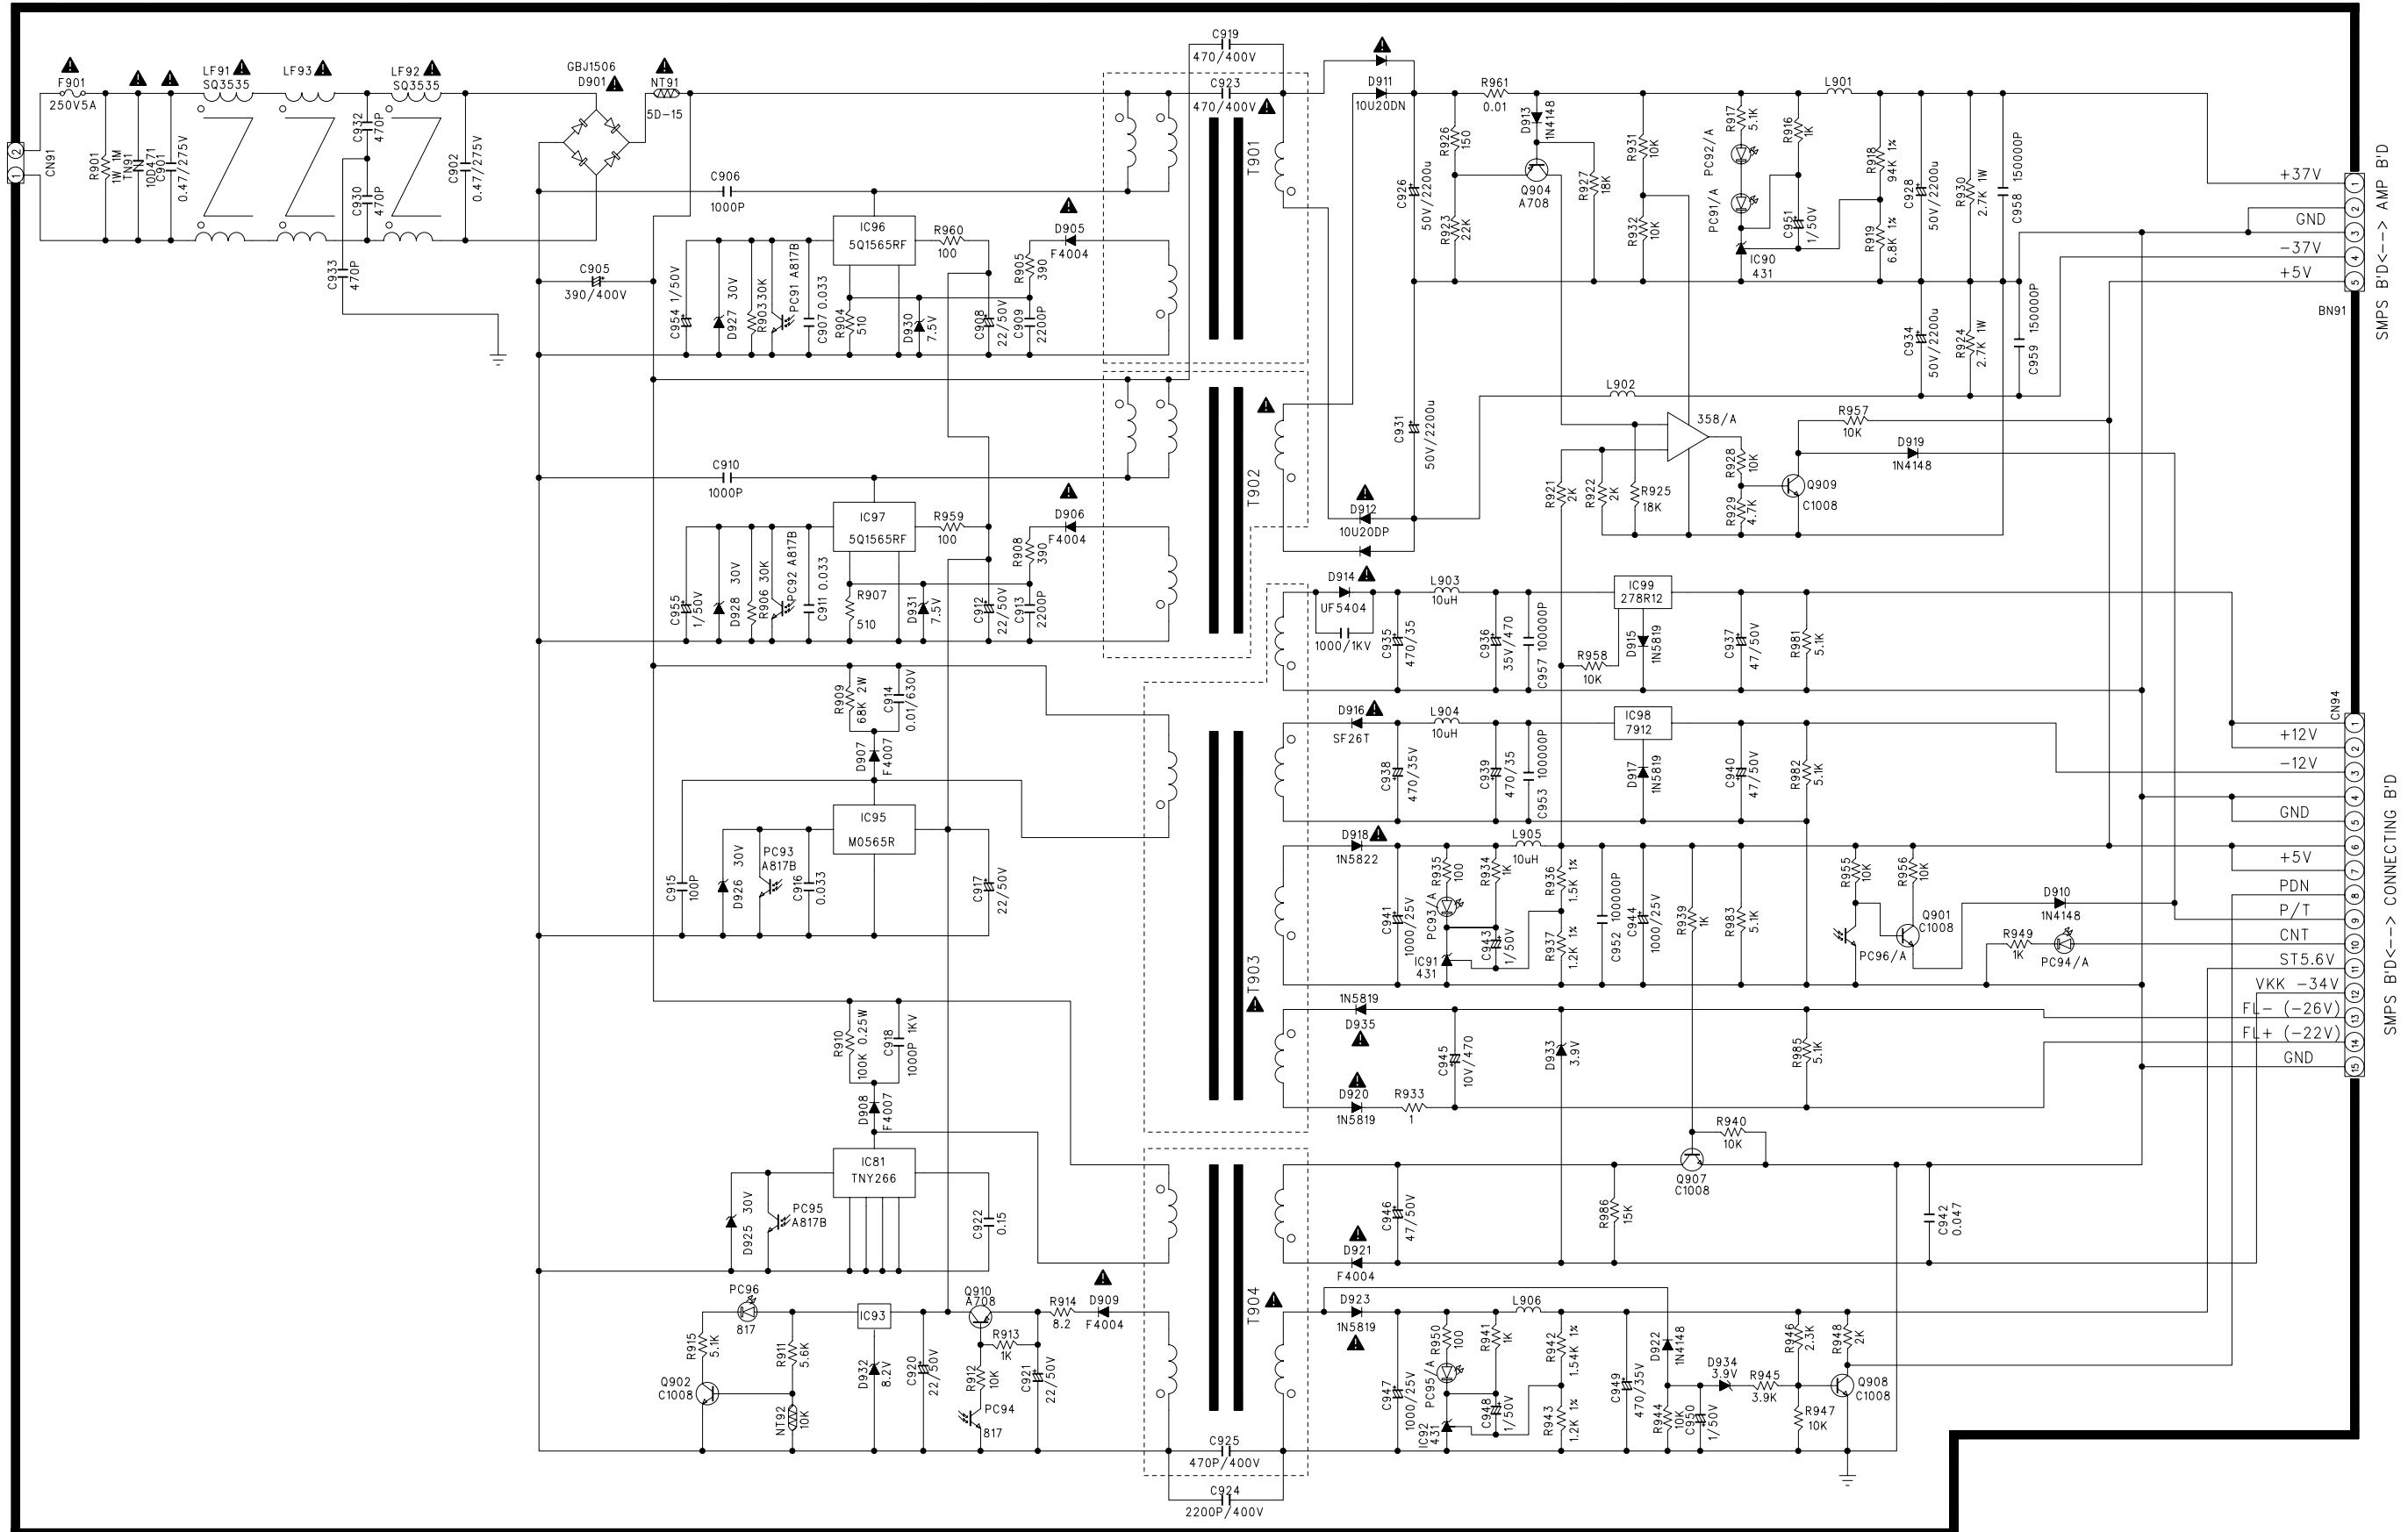 F901
250V5A
LF91
SQ3535
LF93
LF92
SQ3535
GBJ1506
D901
NT91
5D-15
2
1
CN91
R901
1W 1M
TN91
10D471
C901
0.47/275V
C932
470P
C930
470P
C933
470P
C902
0.47/275V
C906
1000P
C905
390/400V
C919
470/400V
C923
470/400V
T901
IC96
5Q1565RF
R960
100
D905
F4004
R905
390
C954 1/50V
D927 30V
R903 30K
PC91 A817B
C907 0.033
R904
510
D930
7.5V
C908
22/50V
C909
2200P
C910
1000P
T902
IC97
5Q1565RF
R959
100
D906
F4004
R908
390
C955
1/50V
D928 30V
R906 30K
PC92 A817B
C911 0.033
R907
510
D931
7.5V
C912
22/50V
C913
2200P
R909
68K 2W
C914
0.01/630V
D907
F4007
IC95
M0565R
C915
100P
D926 30V
PC93
A817B
C916
0.033
C917
22/50V
T903
R910
100K 0.25W
C918
1000P 1KV
D908
F4007
IC81
TNY266
D925 30V
PC95
A817B
C922
0.15
PC96
817
IC93
Q910
A708
R914
8.2
D909
F4004
R915
5.1K
R911
5.6K
D932
8.2V
C920
22/50V
R913
1K
R912
10K
C921
22/50V
Q902
C1008
NT92
10K
PC94
817
T904
C925
470P/400V
C924
2200P/400V
D911
10U20DN
R961
0.01
R926
150
D913
1N4148
Q904
A708
R927
18K
R923
22K
C926
50V/2200u
R931
10K
R932
10K
R917
5.1K
PC92/A
PC91/A
R916
1K
C951
1/50V
IC90
431
L901
R918
94K 1%
R919
6.8K 1%
C928
50V/2200u
R930
2.7K 1W
C958 150000P
C934
50V/2200u
R924
2.7K 1W
C959 150000P
+37V
GND
-37V
+5V
1
2
3
4
5
BN91
SMPS B'D<--> AMP B'D
L902
C931
50V/2200u
358/A
R957
10K
D919
1N4148
R928
10K
R929
4.7K
Q909
C1008
R921
2K
R922
2K
R925
18K
D912
10U20DP
D914
UF5404
1000/1KV
L903
10uH
IC99
278R12
C935
470/35
C936
35V/470
C957 100000P
R958
10K
D915
1N5819
C937
47/50V
R981
5.1K
D916
SF26T
L904
10uH
IC98
7912
C938
470/35V
C939
470/35
C953 100000P
D917
1N5819
C940
47/50V
R982
5.1K
D918
1N5822
L905
10uH
C941
1000/25V
R935
100
PC93/A
R934
1K
C943
1/50V
IC91
431
R936
1.5K 1%
R937
1.2K 1%
C952 100000P
C944
1000/25V
R939
1K
R983
5.1K
R955
10K
R956
10K
Q901
C1008
PC96/A
D910
1N4148
R949
1K
PC94/A
CN94
+12V
-12V
GND
+5V
PDN
P/T
CNT
ST5.6V
VKK -34V
FL- (-26V)
FL+ (-22V)
GND
1
2
3
4
5
6
7
8
9
10
11
12
13
14
15
SMPS B'D<--> CONNECTING B'D
1N5819
D935
D920
1N5819
R933
1
C945
10V/470
D933
3.9V
R985
5.1K
R940
10K
Q907
C1008
C946
47/50V
R986
15K
C942
0.047
D921
F4004
D923
1N5819
L906
C947
1000/25V
R950
100
PC95/A
R941
1K
C948
1/50V
IC92
431
R942
1.54K 1%
R943
1.2K 1%
C949
470/35V
D922
1N4148
R944
10K
C950
1/50V
D934
3.9V
R945
3.9K
R946
2.3K
R948
2K
R947
10K
Q908
C1008